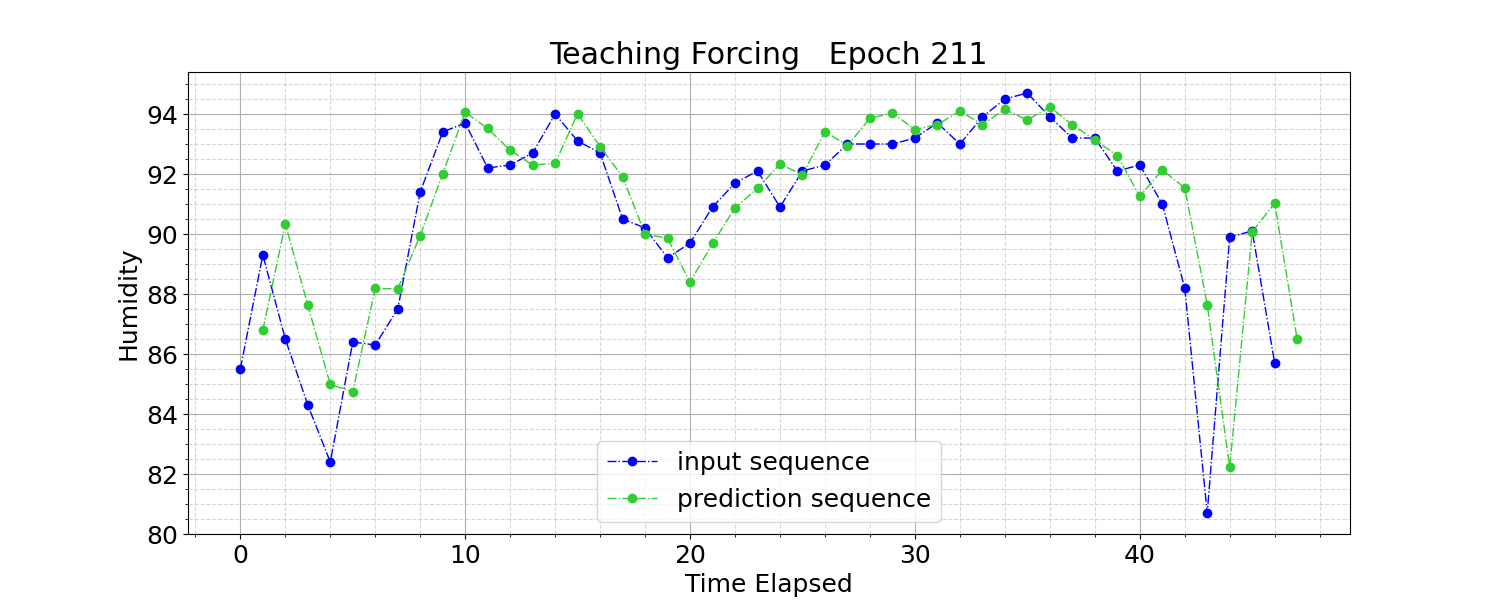 Teaching Forcing   Epoch 211
Humidity
94
92
90
88
86
84
82
80
input sequence
prediction sequence
0 10 20 30 40
Time Elapsed